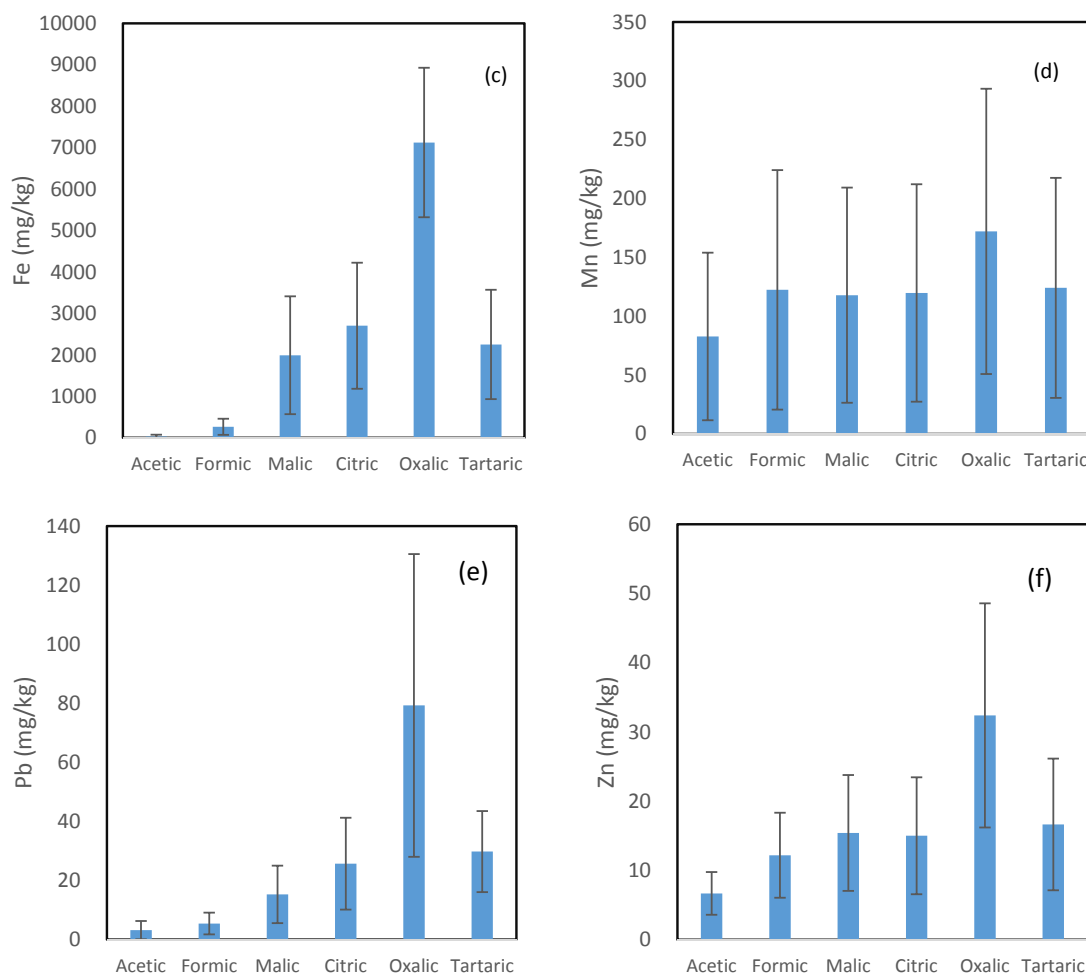 Fe (mg/kg)
10000
9000
8000
7000
6000
5000
4000
3000
2000
1000
0
(c)
Acetic Formic Malic Citric Oxalic Tartaric
Mn (mg/kg)
350
300
250
200
150
100
50
0
(d)
Acetic Formic Malic Citric Oxalic Tartaric
Pb (mg/kg)
140
120
100
80
60
40
20
0
(e)
Acetic Formic Malic Citric Oxalic Tartaric
Zn (mg/kg)
60
50
40
30
20
10
0
(f)
Acetic Formic Malic Citric Oxalic Tartaric